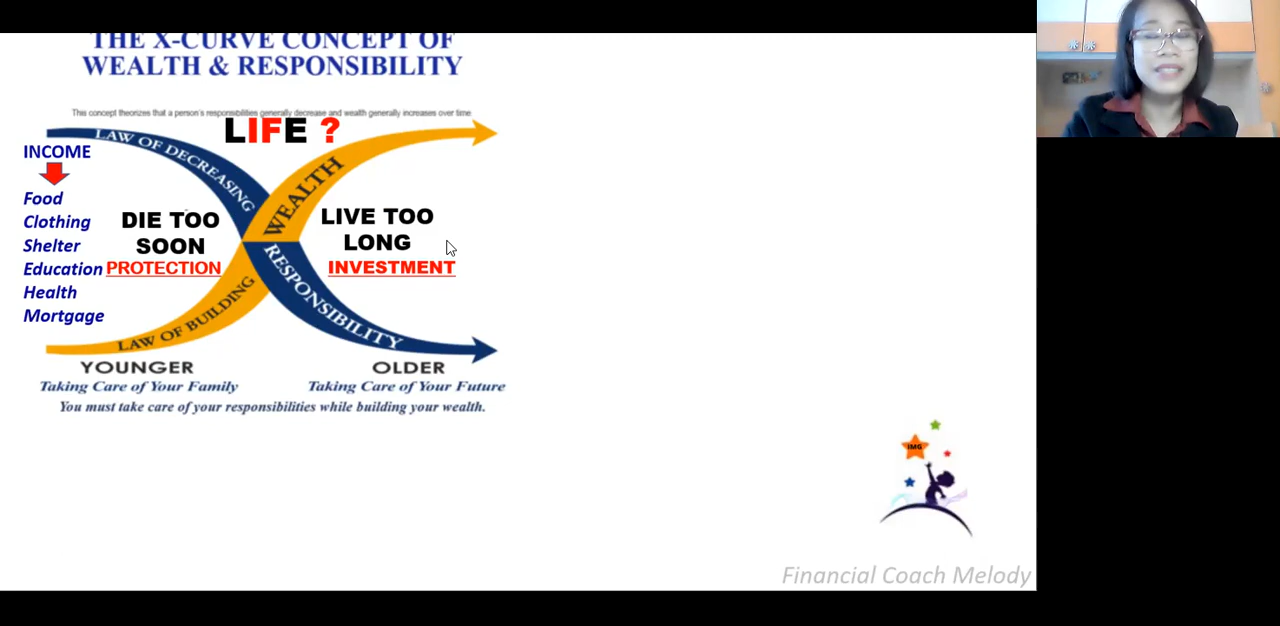 THE X-CURVE CONCEPT OF
WEALTH & RESPONSIBILITY
This concept theorizes that a person's responsibilities generally decrease and wealth generally increases over time
LIFE ?
LAW OF DECREASING
RESPONSIBILITY
LAW OF BUILDING
WEALTH
INCOME
Food
Clothing
Shelter
Education
Health
Mortgage
DIE TOO
SOON
PROTECTION
LIVE TOO
LONG
INVESTMENT
YOUNGER
Taking Care of Your Family
OLDER
Taking Care of Your Future
You must take care of your responsibilities while building your wealth.
IMG
Financial Coach Melody